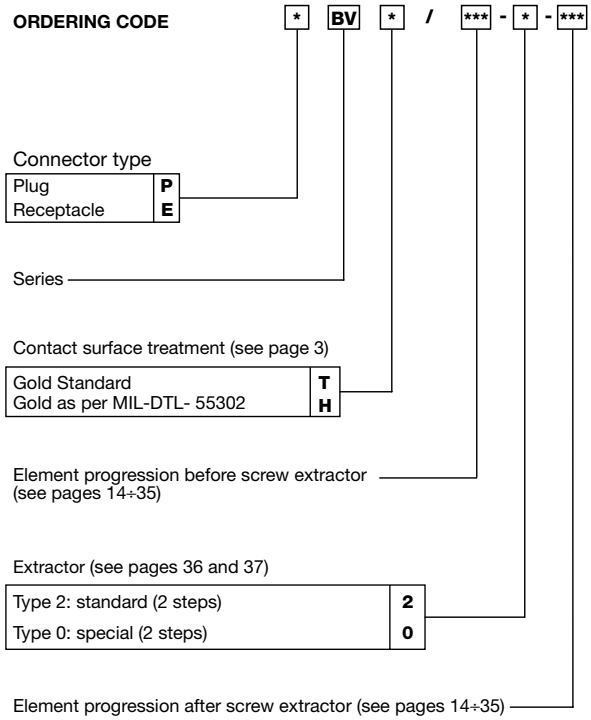 ORDERING CODE * BV * / *** - * - ***
Connector type
Plug P
Receptacle E
Series
Contact surface treatment (see page 3)
Gold Standard T
Gold as per MIL-DTL- 55302 H
Element progression before screw extractor
(see pages 14÷35)
Extractor (see pages 36 and 37)
Type 2: standard (2 steps) 2
Type 0: special (2 steps) 0
Element progression after screw extractor (see pages 14÷35)